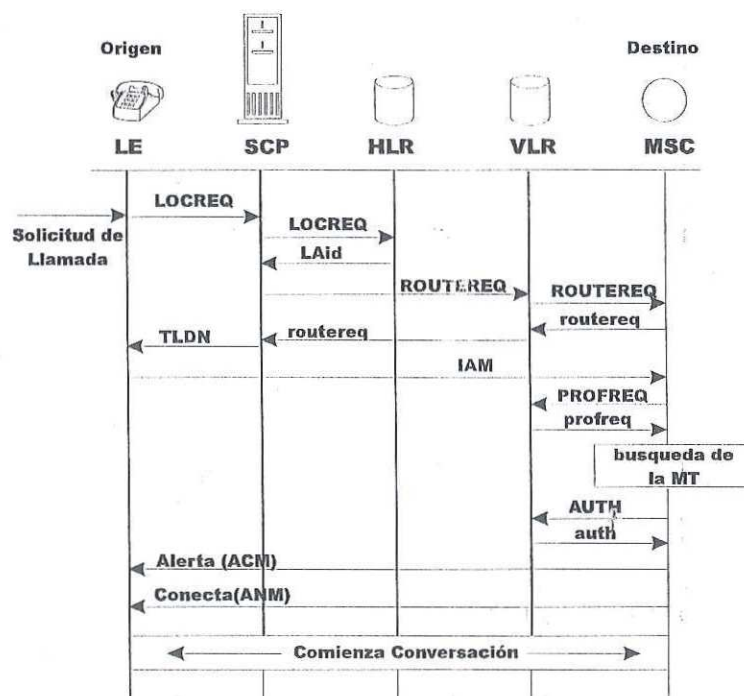 Origen
Destino
LE
SCP
HLR
VLR
MSC
LOCREQ
Solicitud de
Llamada
LOCREQ
LAid
ROUTEREQ
ROUTEREQ
routereq
routereq
TLDN
IAM
PROFREQ
profreq
busqueda de
la MT
AUTH
auth
Alerta (ACM)
Conecta(ANM)
Comienza Conversación